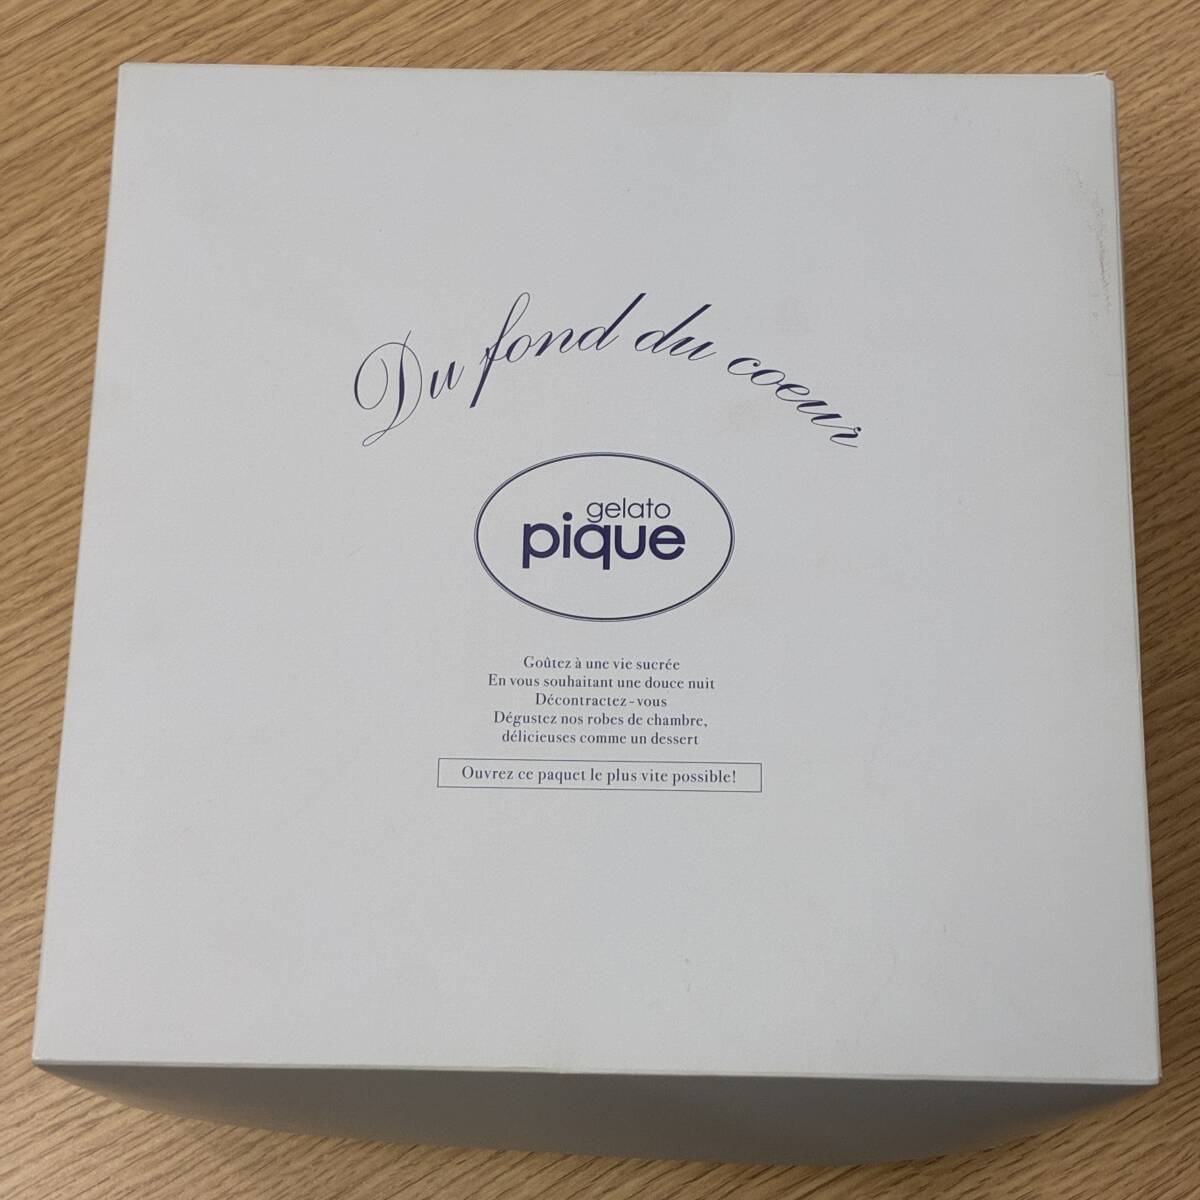 Du fond du coeur
gelato
pique
Goûtez à une vie sucrée
En vous souhaitant une douce nuit
Décontractez-vous
Dégustez nos robes de chambre,
délicieuses comme un dessert
Ouvrez ce paquet le plus vite possible!